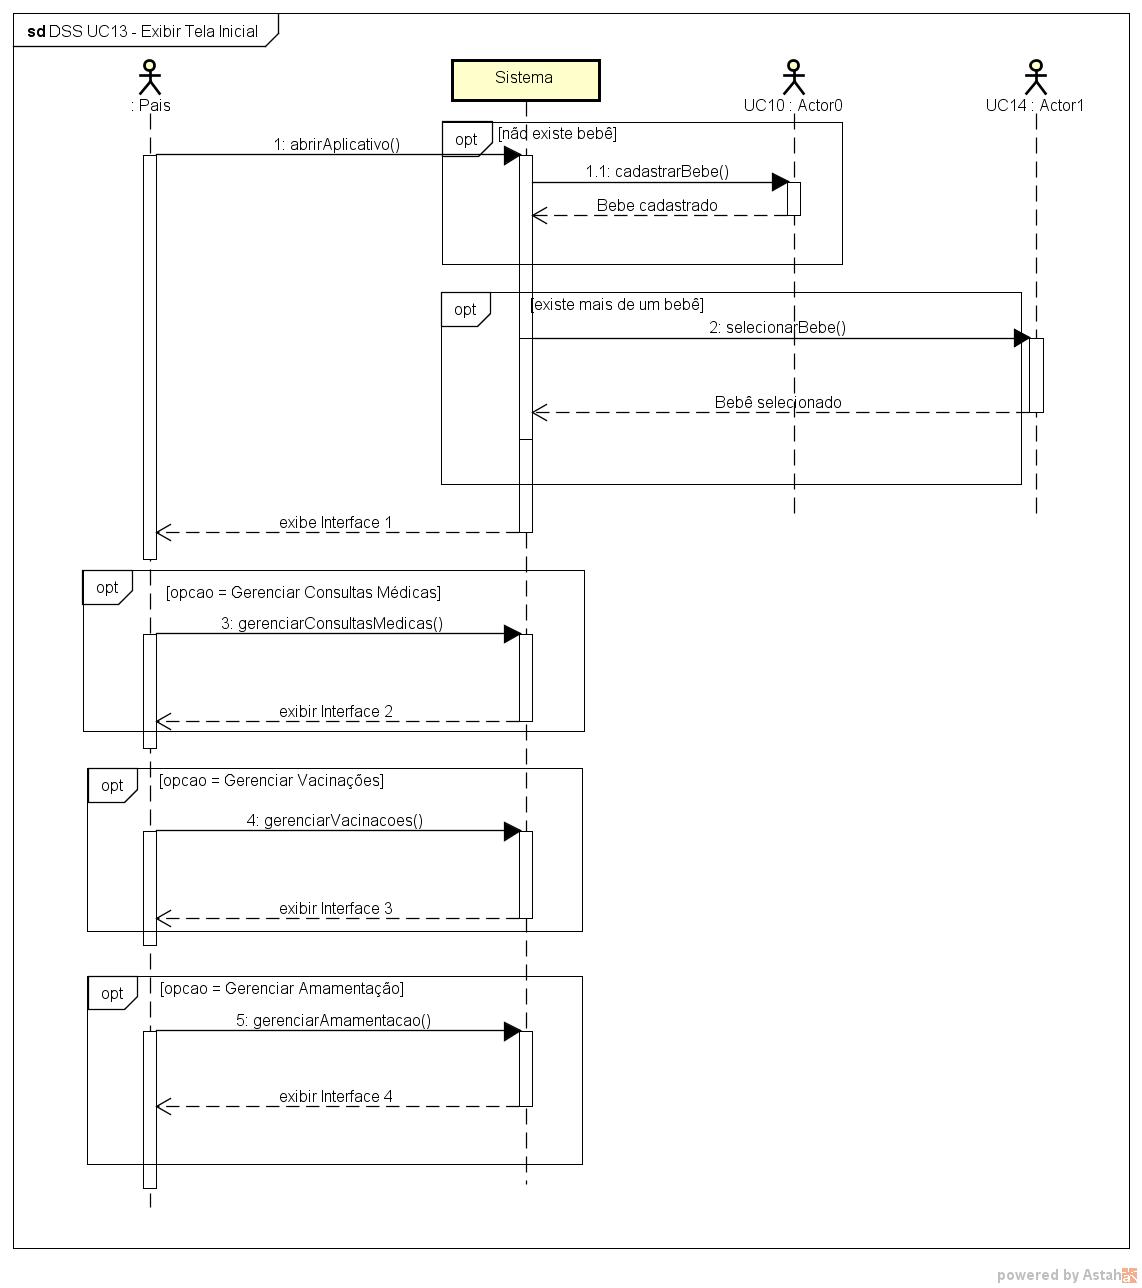 sd DSS UC13 - Exibir Tela Inicial
: Pais
Sistema
UC10 : Actor0
UC14 : Actor1
opt
[não existe bebê]
1: abrirAplicativo()
1.1: cadastrarBebe()
Bebe cadastrado
opt
[existe mais de um bebê]
2: selecionarBebe()
Bebê selecionado
exibe Interface 1
opt
[opcao = Gerenciar Consultas Médicas]
3: gerenciarConsultasMedicas()
exibir Interface 2
opt
[opcao = Gerenciar Vacinações]
4: gerenciarVacinacoes()
exibir Interface 3
opt
[opcao = Gerenciar Amamentação]
5: gerenciarAmamentacao()
exibir Interface 4
powered by Astah